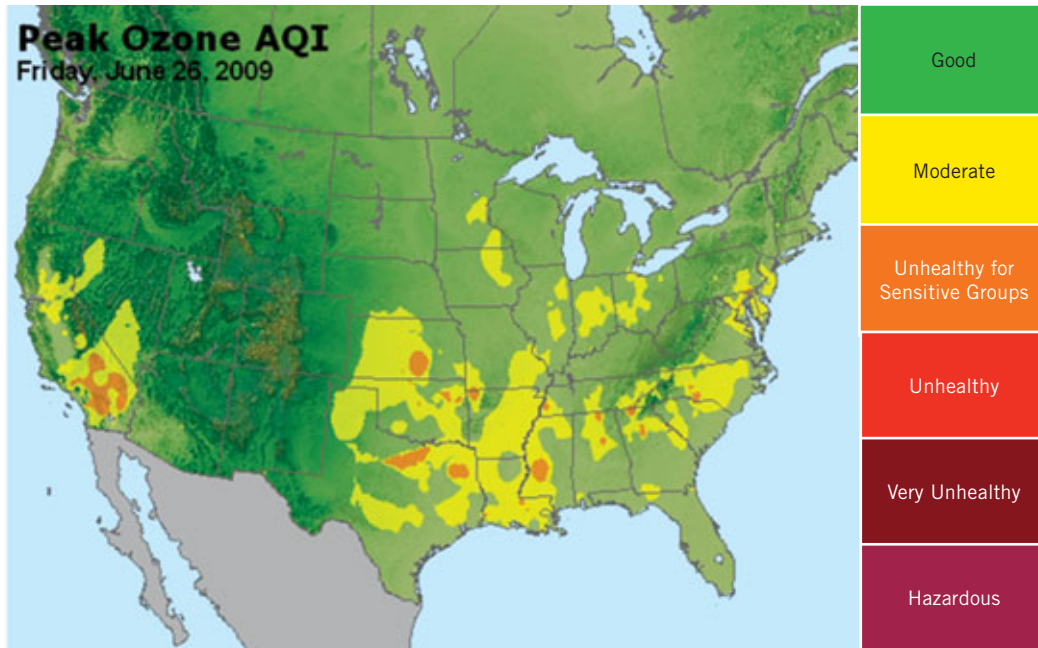 Peak Ozone AQI
Friday, June 26, 2009
Good
Moderate
Unhealthy for
Sensitive Groups
Unhealthy
Very Unhealthy
Hazardous